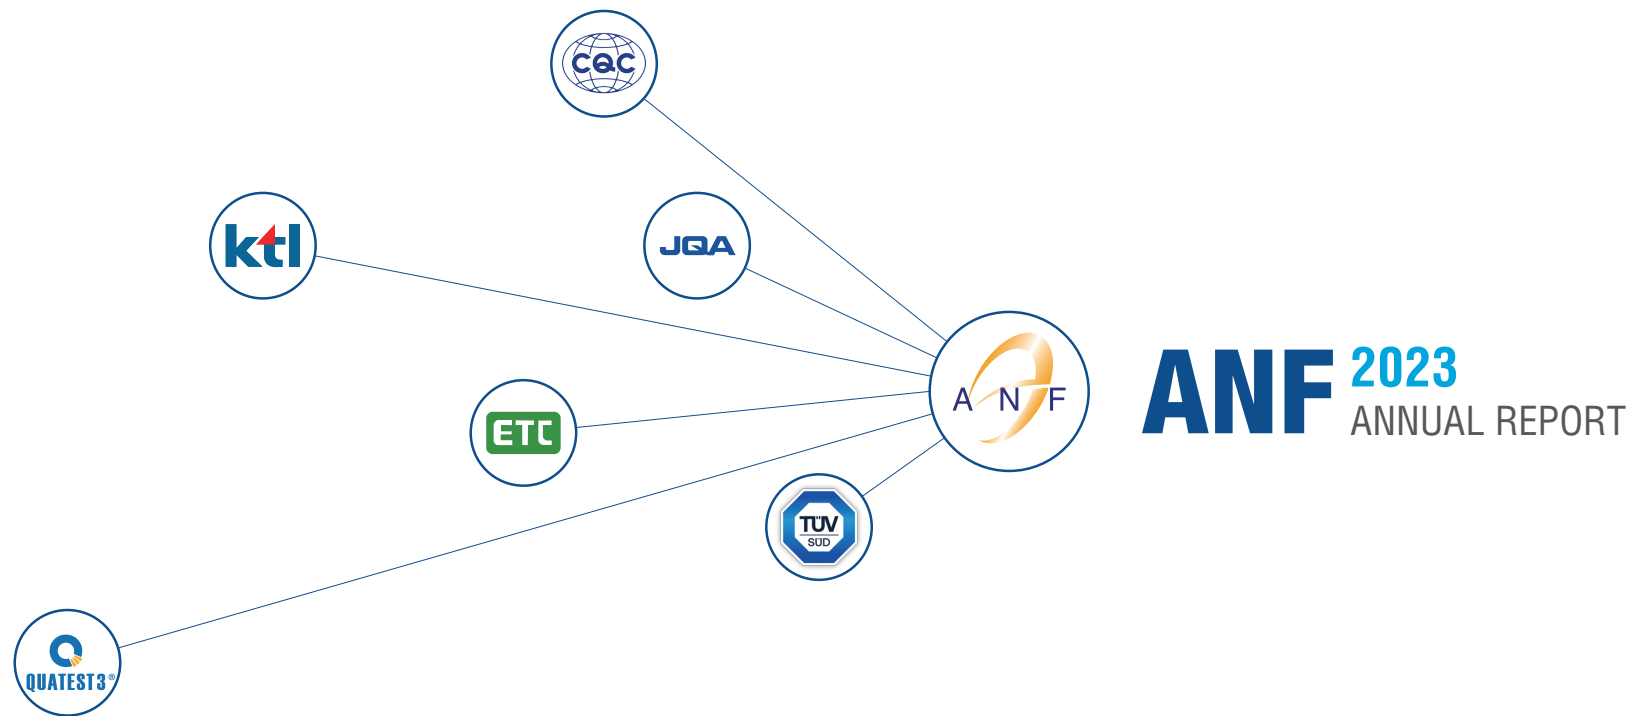 CQC
ktl
JQA
A N F
ANF 2023
ANNUAL REPORT
ETC
TÜV
SÜD
QUATEST 3®